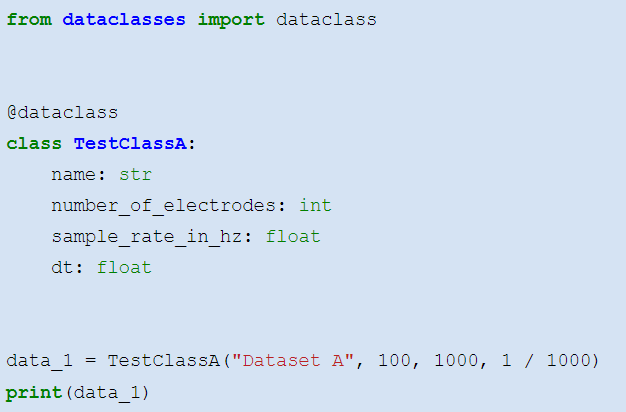 from dataclasses import dataclass
@dataclass
class TestClassA:
    name: str
    number_of_electrodes: int
    sample_rate_in_hz: float
    dt: float
data_1 = TestClassA("Dataset A", 100, 1000, 1 / 1000)
print(data_1)